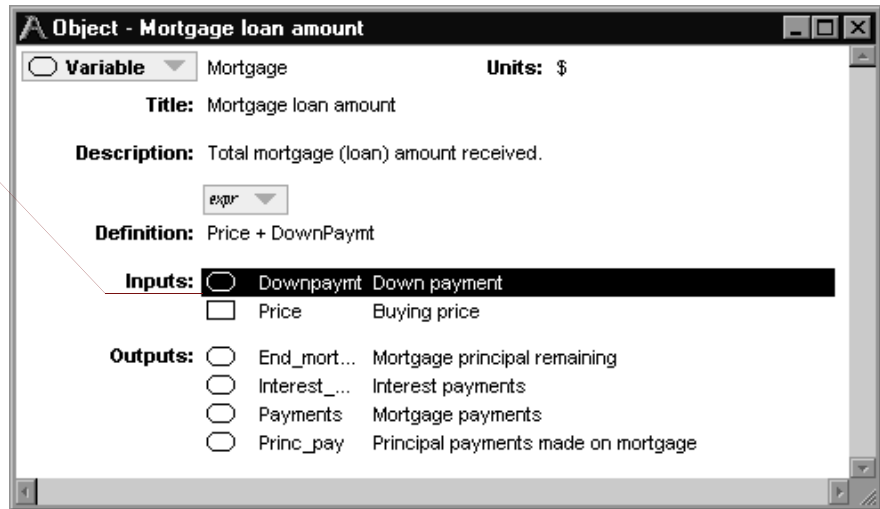 Object - Mortgage loan amount
Variable Mortgage Units: $
Title: Mortgage loan amount
Description: Total mortgage (loan) amount received.
expr
Definition: Price + DownPaymt
Inputs: Downpaymt Down payment
Price Buying price
Outputs: End_mort... Mortgage principal remaining
Interest_... Interest payments
Payments Mortgage payments
Princ_pay Principal payments made on mortgage